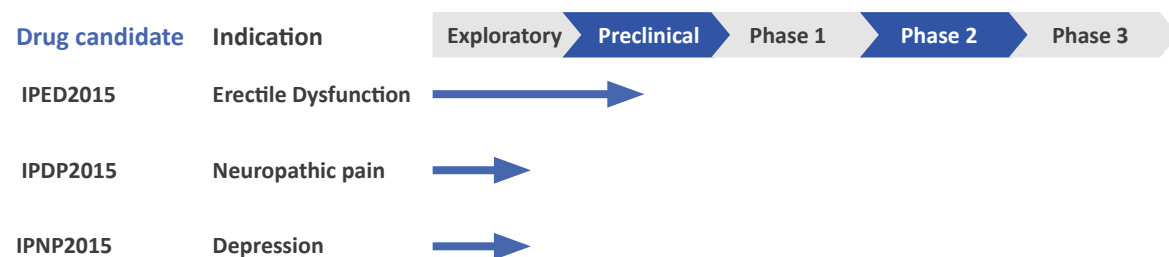 Drug candidate Indication Exploratory Preclinical Phase 1 Phase 2 Phase 3
IPED2015 Erectile Dysfunction
IPDP2015 Neuropathic pain
IPNP2015 Depression